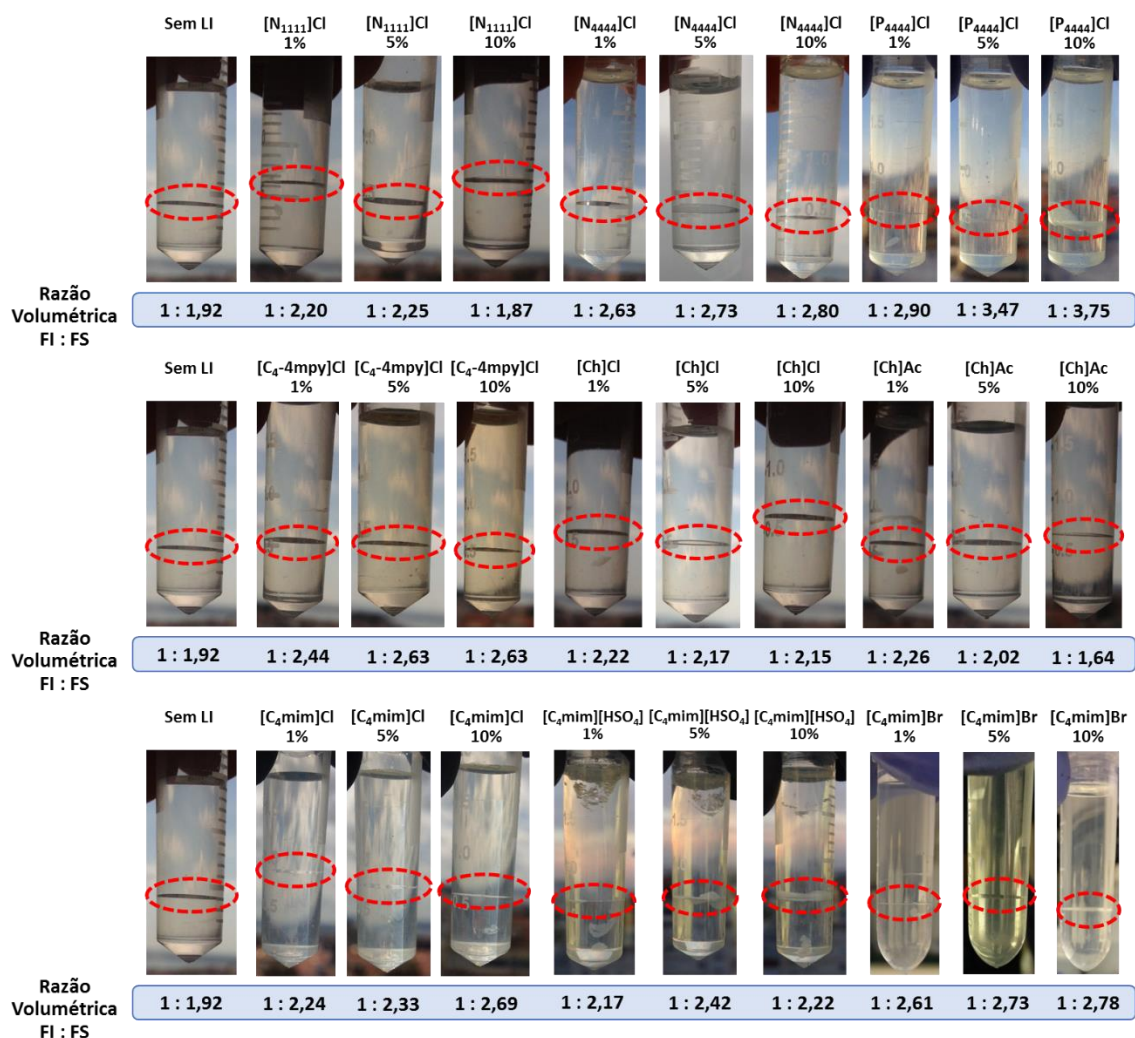 Sem LI [N1111]Cl [N1111]Cl [N1111]Cl [N4444]Cl [N4444]Cl [N4444]Cl [P4444]Cl [P4444]Cl [P4444]Cl
1% 5% 10% 1% 5% 10% 1% 5% 10%
Razão
Volumétrica
FI : FS
1 : 1,92 1 : 2,20 1 : 2,25 1 : 1,87 1 : 2,63 1 : 2,73 1 : 2,80 1 : 2,90 1 : 3,47 1 : 3,75
Sem LI [C4-4mpy]Cl [C4-4mpy]Cl [C4-4mpy]Cl [Ch]Cl [Ch]Cl [Ch]Cl [Ch]Ac [Ch]Ac [Ch]Ac
1% 5% 10% 1% 5% 10% 1% 5% 10%
Razão
Volumétrica
FI : FS
1 : 1,92 1 : 2,44 1 : 2,63 1 : 2,63 1 : 2,22 1 : 2,17 1 : 2,15 1 : 2,26 1 : 2,02 1 : 1,64
Sem LI [C4mim]Cl [C4mim]Cl [C4mim]Cl [C4mim][HSO4] [C4mim][HSO4] [C4mim][HSO4] [C4mim]Br [C4mim]Br [C4mim]Br
1% 5% 10% 1% 5% 10% 1% 5% 10%
Razão
Volumétrica
FI : FS
1 : 1,92 1 : 2,24 1 : 2,33 1 : 2,69 1 : 2,17 1 : 2,42 1 : 2,22 1 : 2,61 1 : 2,73 1 : 2,78